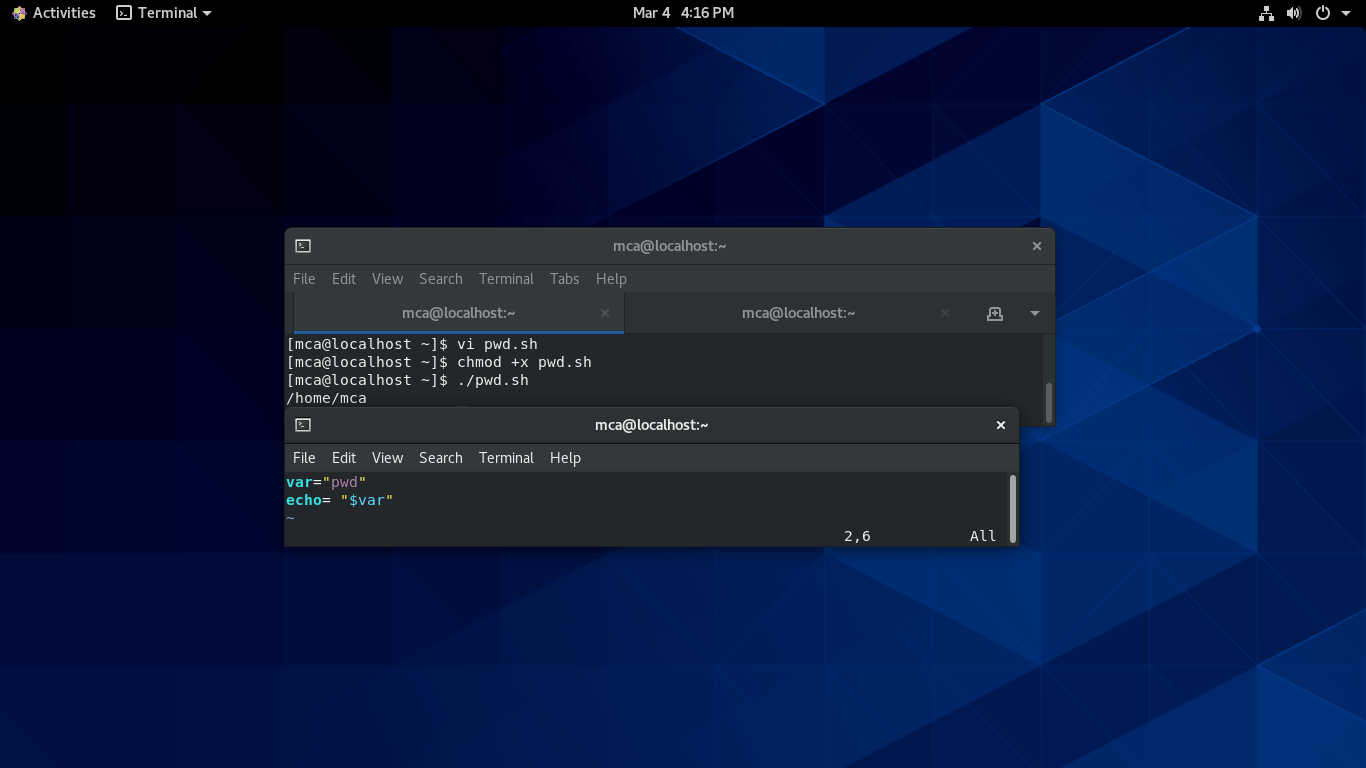 Activities Terminal Mar 4 4:16 PM
mca@localhost:~
File Edit View Search Terminal Tabs Help
mca@localhost:~ mca@localhost:~
[mca@localhost ~]$ vi pwd.sh
[mca@localhost ~]$ chmod +x pwd.sh
[mca@localhost ~]$ ./pwd.sh
/home/mca
mca@localhost:~
File Edit View Search Terminal Help
var="pwd"
echo= "$var"
~
2,6 All